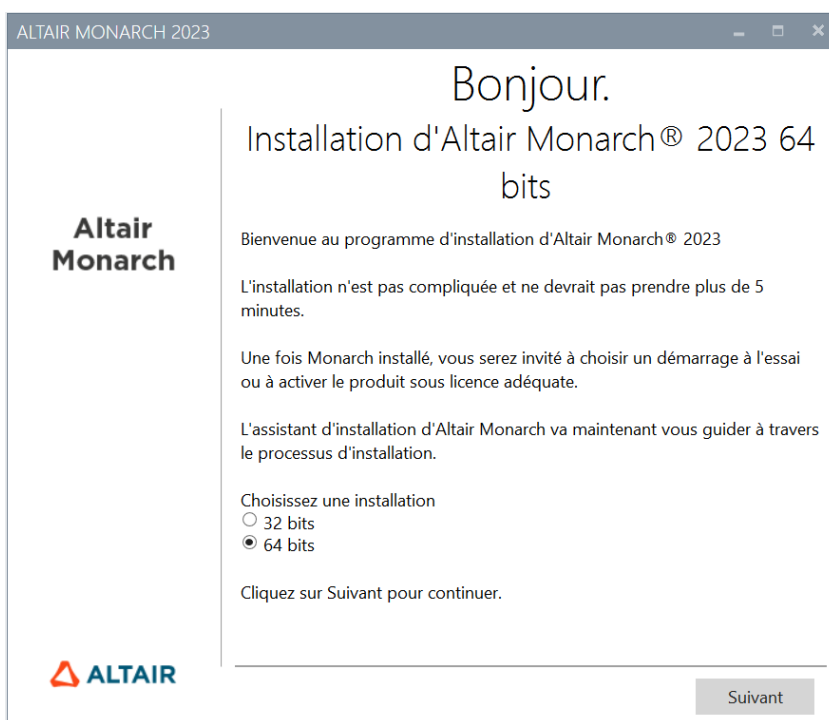 ALTAIR MONARCH 2023
Bonjour.
Installation d'Altair Monarch® 2023 64
bits
Altair
Monarch
Bienvenue au programme d'installation d'Altair Monarch® 2023
L'installation n'est pas compliquée et ne devrait pas prendre plus de 5
minutes.
Une fois Monarch installé, vous serez invité à choisir un démarrage à l'essai
ou à activer le produit sous licence adéquate.
L'assistant d'installation d'Altair Monarch va maintenant vous guider à travers
le processus d'installation.
Choisissez une installation
32 bits
64 bits
Cliquez sur Suivant pour continuer.
ALTAIR
Suivant